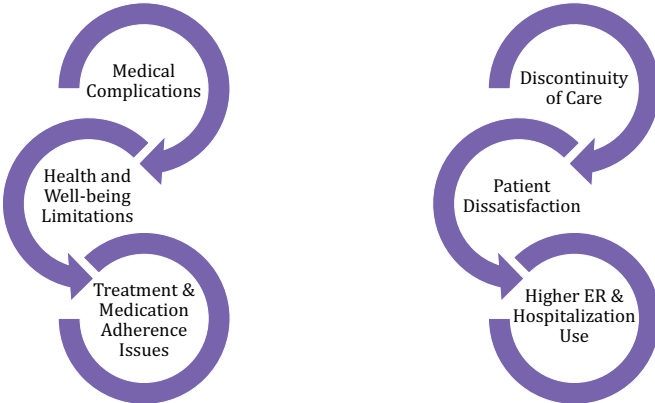 Medical
Complications
Health and
Well-being
Limitations
Treatment &
Medication
Adherence
Issues
Discontinuity
of Care
Patient
Dissatisfaction
Higher ER &
Hospitalization
Use